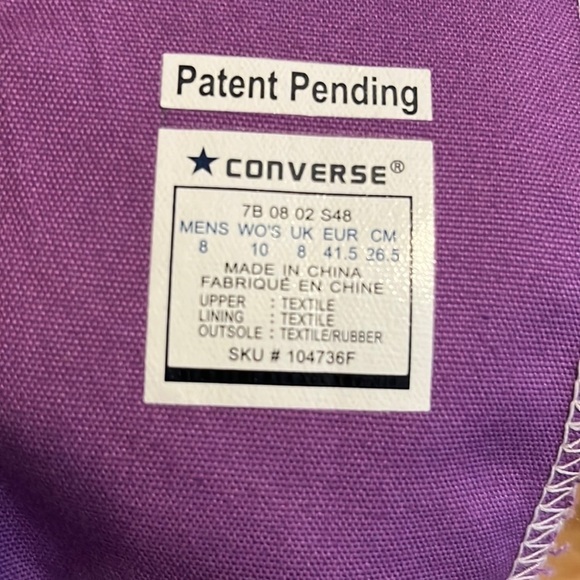 Patent Pending
CONVERSE®
7B 08 02 S48
MENS WO'S UK EUR CM
8 10 8 41.5 26.5
MADE IN CHINA
FABRIQUÉ EN CHINE
UPPER : TEXTILE
LINING : TEXTILE
OUTSOLE : TEXTILE/RUBBER
SKU # 104736F